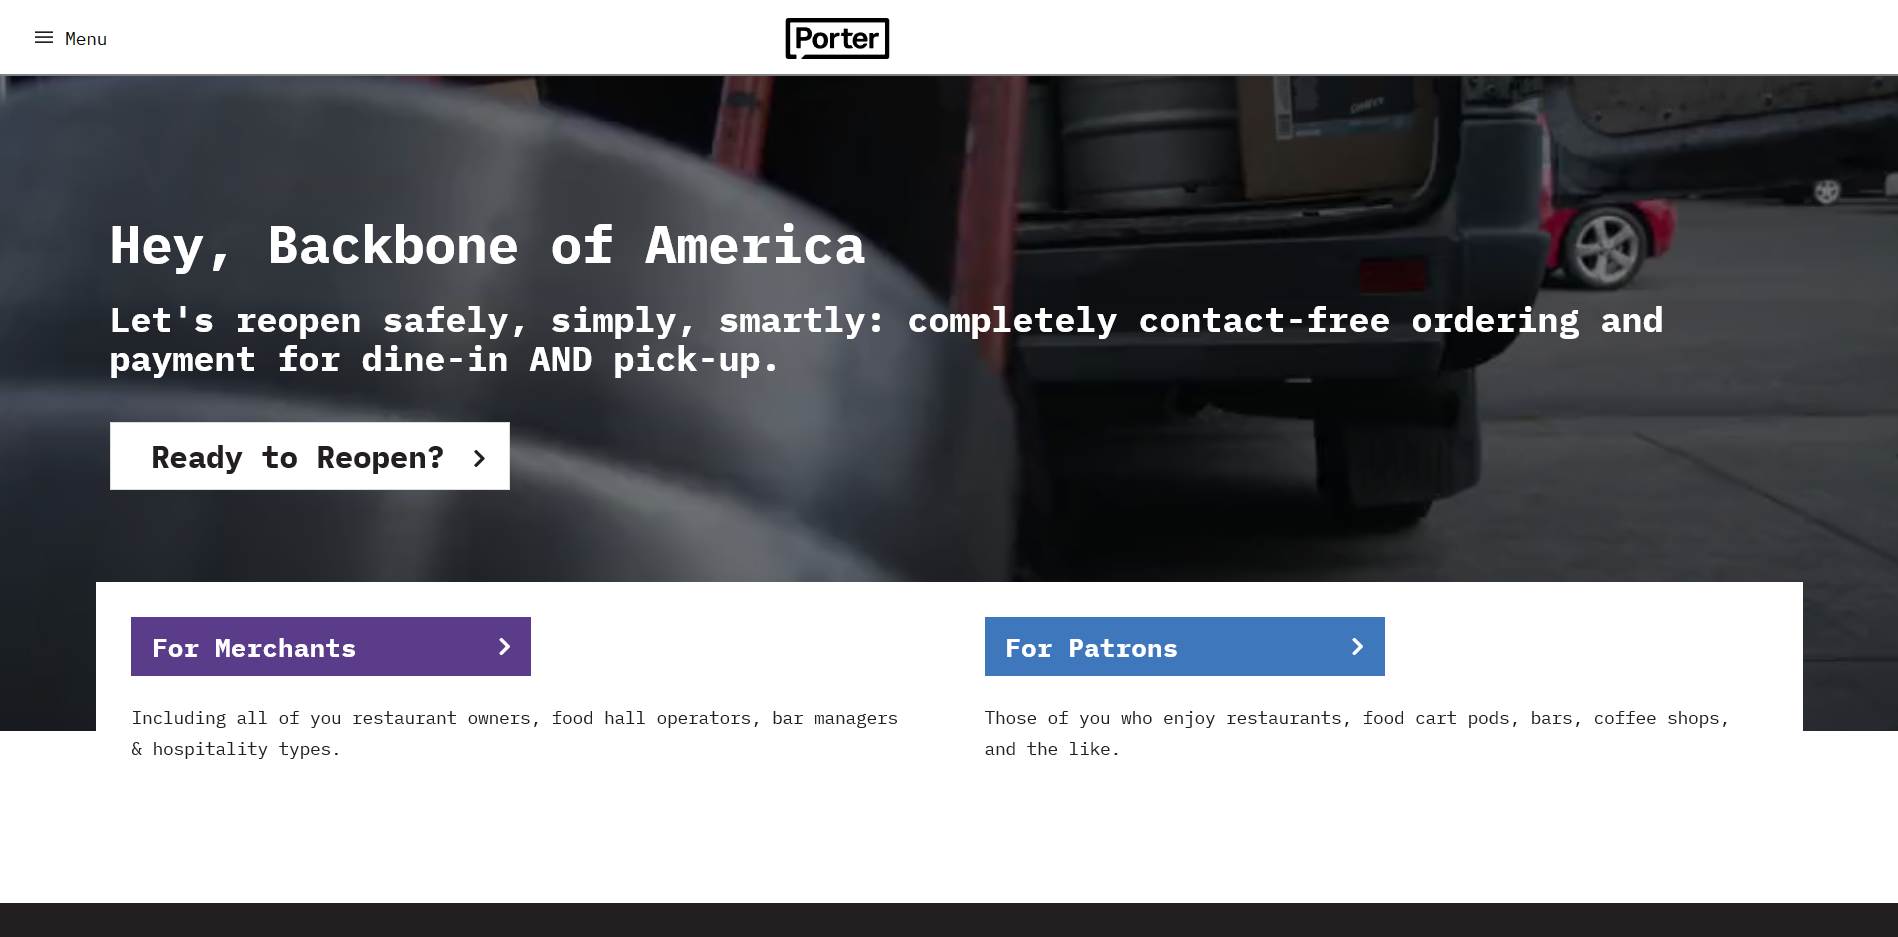 Menu
Porter
Hey, Backbone of America
Let's reopen safely, simply, smartly: completely contact-free ordering and
payment for dine-in AND pick-up.
Ready to Reopen?
For Merchants
For Patrons
Including all of you restaurant owners, food hall operators, bar managers
& hospitality types.
Those of you who enjoy restaurants, food cart pods, bars, coffee shops,
and the like.